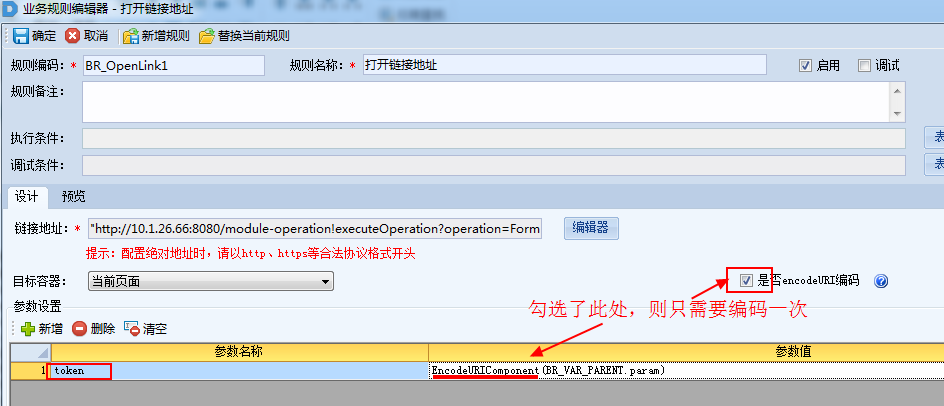 业务规则编辑器 - 打开链接地址
确定 取消 新增规则 替换当前规则
规则编码：* BR_OpenLink1 规则名称：* 打开链接地址 启用 调试
规则备注：
执行条件：
调试条件：
设计 预览
链接地址：* "http://10.1.26.66:8080/module-operation!executeOperation?operation=Form 编辑器
提示：配置绝对地址时，请以http、https等合法协议格式开头
目标容器： 当前页面 是否encodeURI编码
参数设置
勾选了此处，则只需要编码一次
新增 删除 清空
参数名称 参数值
1 token EncodeURIComponent(BR_VAR_PARENT.param)